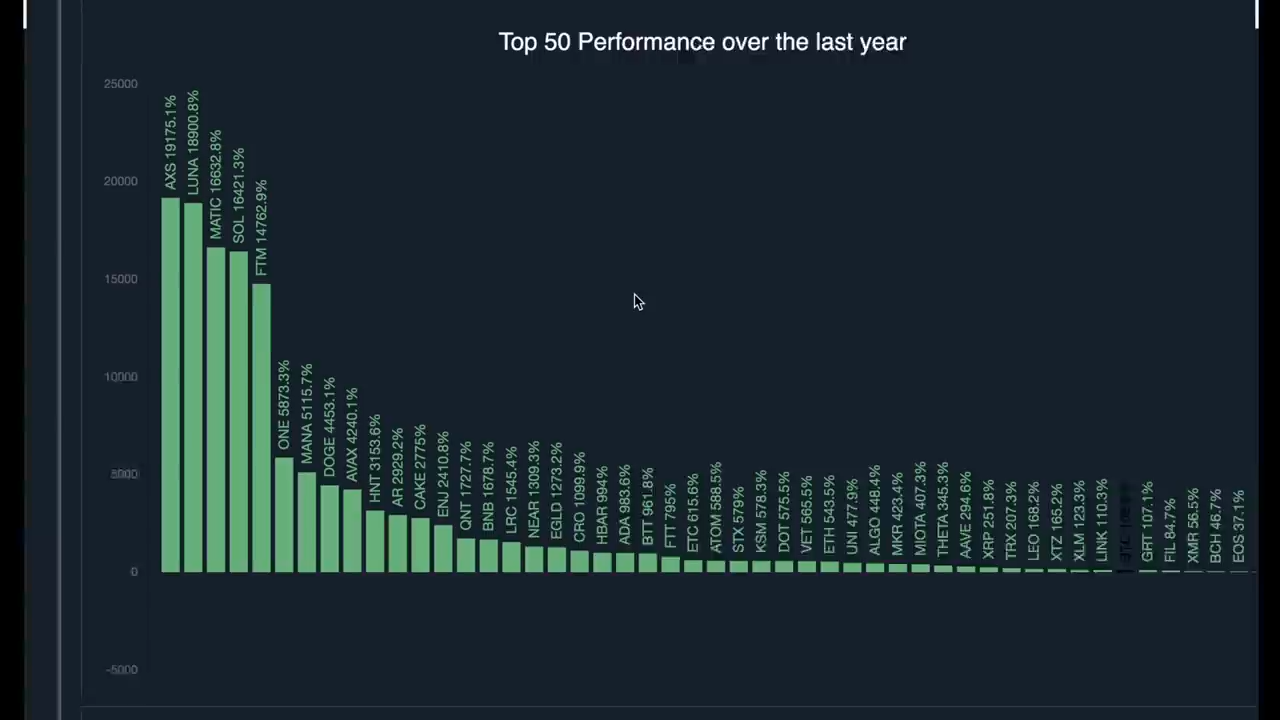 Top 50 Performance over the last year
25000
20000
15000
10000
5000
0
-5000
AXS 19175.1%
LUNA 18900.8%
MATIC 16632.8%
SOL 16421.3%
FTM 14762.9%
ONE 5873.3%
MANA 5115.7%
DOGE 4453.1%
AVAX 4240.1%
HNT 3153.6%
AR 2929.2%
CAKE 2775%
ENJ 2410.8%
QNT 1727.7%
BNB 1678.7%
LRC 1545.4%
NEAR 1309.3%
EGLD 1273.2%
CRO 1099.9%
HBAR 994%
ADA 983.6%
BTT 961.8%
FTT 795%
ETC 615.6%
ATOM 588.5%
STX 579%
KSM 578.3%
DOT 575.5%
VET 565.5%
ETH 543.5%
UNI 477.9%
ALGO 448.4%
MKR 423.4%
MIOTA 407.3%
THETA 345.3%
AAVE 294.6%
XRP 251.8%
TRX 207.3%
LEO 168.2%
XTZ 165.2%
XLM 123.3%
LINK 110.3%
GRT 107.1%
FIL 84.7%
XMR 56.5%
BCH 46.7%
EOS 37.1%